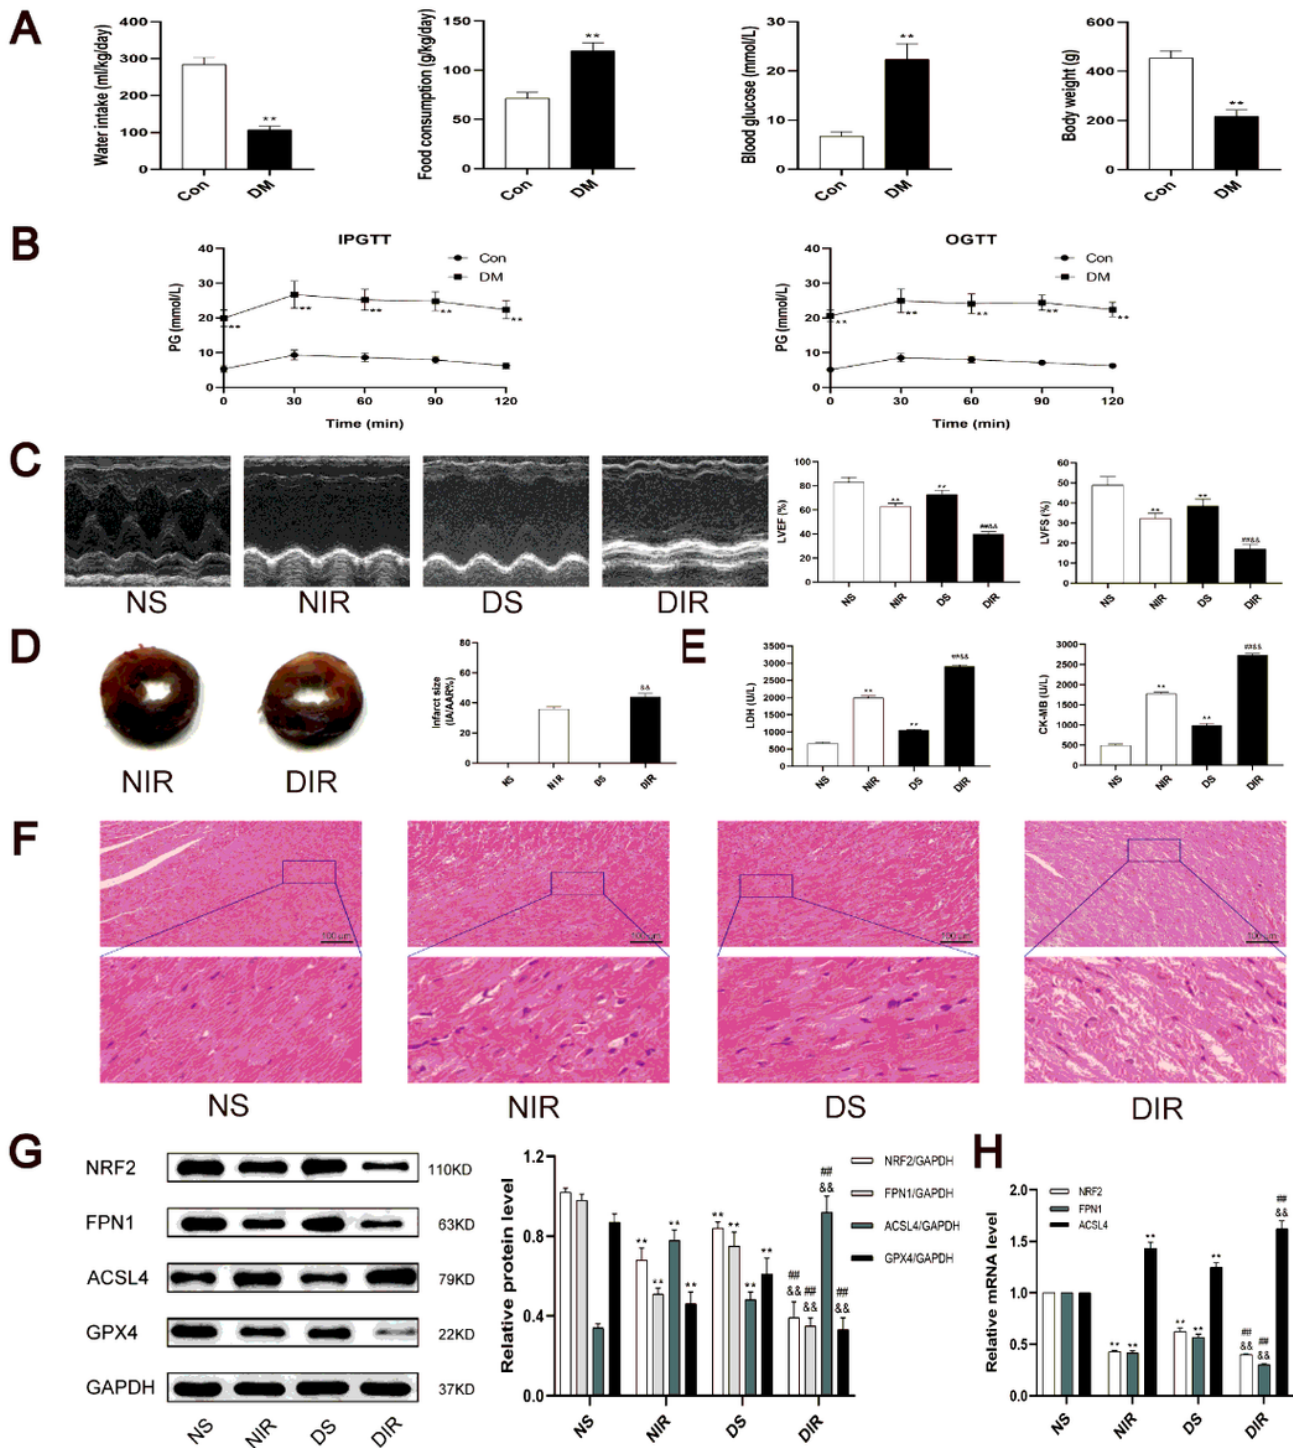 A
Water intake (ml/kg/day)
400
300
200
100
0
**
Con
DM
Food consumption (g/kg/day)
150
100
50
0
**
Con
DM
Blood glucose (mmol/L)
30
20
10
0
**
Con
DM
Body weight (g)
600
400
200
0
**
Con
DM
B
IPGTT
PG (mmol/L)
40
30
20
10
0
Con
DM
**
**
**
**
**
0 30 60 90 120
Time (min)
OGTT
PG (mmol/L)
40
30
20
10
0
Con
DM
**
**
**
**
**
0 30 60 90 120
Time (min)
C
NS
NIR
DS
DIR
LVEF (%)
100
80
60
40
20
0
**
**
##&&
NS
NIR
DS
DIR
LVFS (%)
60
50
40
30
20
10
0
**
**
##&&
NS
NIR
DS
DIR
D
NIR
DIR
Infarct size
(IA/AAR%)
80
60
40
20
0
&&
NS
NIR
DS
DIR
E
LDH (U/L)
3500
3000
2500
2000
1500
1000
500
0
**
**
##&&
NS
NIR
DS
DIR
CK-MB (U/L)
3000
2500
2000
1500
1000
500
0
**
**
##&&
NS
NIR
DS
DIR
F
100 μm
100 μm
100 μm
100 μm
NS
NIR
DS
DIR
G
NRF2
110KD
FPN1
63KD
ACSL4
79KD
GPX4
22KD
GAPDH
37KD
NS
NIR
DS
DIR
Relative protein level
1.2
0.8
0.4
0.0
** ** ** **
** ** ** **
##
&&
##
&&
##
&&
##
&&
NS
NIR
DS
DIR
NRF2/GAPDH
FPN1/GAPDH
ACSL4/GAPDH
GPX4/GAPDH
H
Relative mRNA level
2.0
1.5
1.0
0.5
0.0
NRF2
FPN1
ACSL4
** ** **
** ** **
##
&&
##
&&
##
&&
NS
NIR
DS
DIR